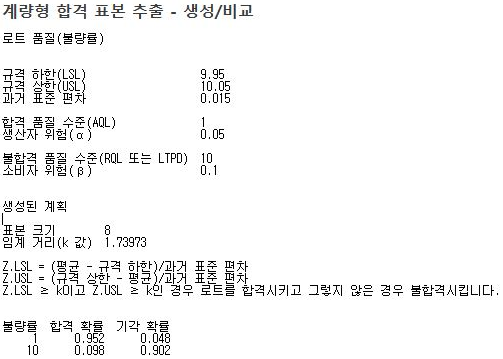 계량형 합격 표본 추출 - 생성/비교
로트 품질(불량률)
규격 하한(LSL) 9.95
규격 상한(USL) 10.05
과거 표준 편차 0.015
합격 품질 수준(AQL) 1
생산자 위험(α) 0.05
불합격 품질 수준(RQL 또는 LTPD) 10
소비자 위험(β) 0.1
생성된 계획
표본 크기 8
임계 거리(k 값) 1.73973
Z.LSL = (평균 - 규격 하한)/과거 표준 편차
Z.USL = (규격 상한 - 평균)/과거 표준 편차
Z.LSL ≥ k이고 Z.USL ≥ k인 경우 로트를 합격시키고 그렇지 않은 경우 불합격시킵니다.
불량률 합격 확률 기각 확률
1 0.952 0.048
10 0.098 0.902